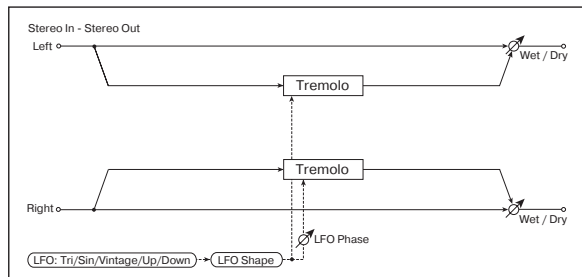 Stereo In - Stereo Out
Left
Wet / Dry
Tremolo
Tremolo
Right
Wet / Dry
LFO Phase
LFO: Tri/Sin/Vintage/Up/Down
LFO Shape